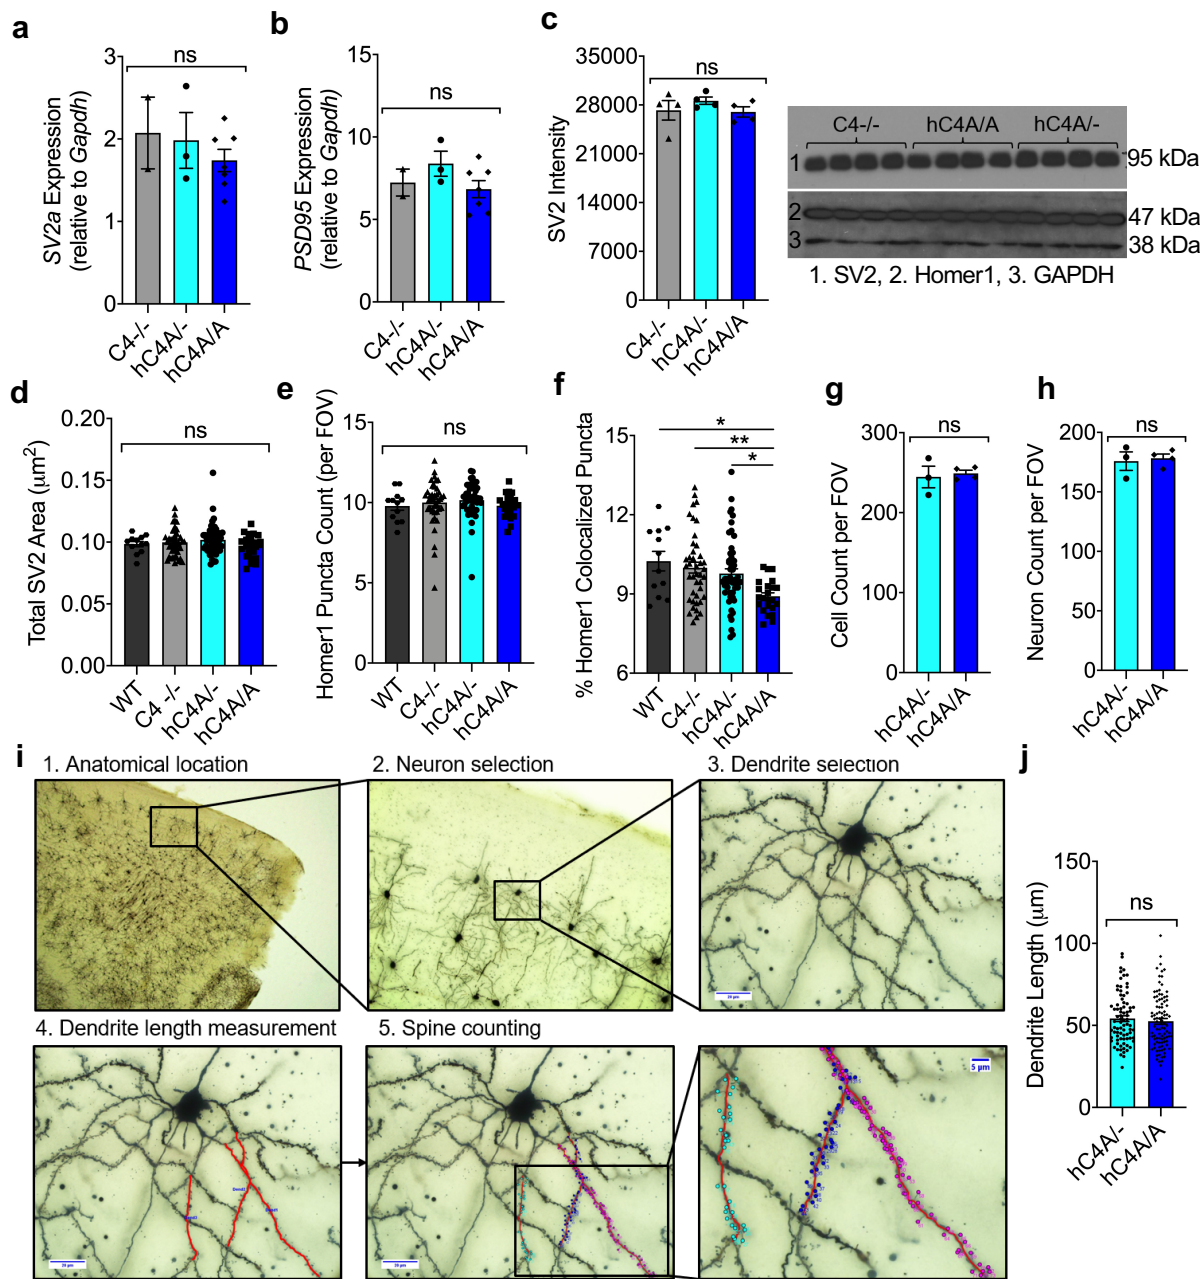 a
ns
3
2
1
0
SV2a Expression
(relative to Gapdh)
C4-/-
hC4A/-
hC4A/A
b
ns
15
10
5
0
PSD95 Expression
(relative to Gapdh)
C4-/-
hC4A/-
hC4A/A
c
ns
35000
28000
21000
14000
7000
0
SV2 Intensity
C4-/-
hC4A/-
hC4A/A
C4-/- hC4A/A hC4A/-
1 95 kDa
2 47 kDa
3 38 kDa
1. SV2, 2. Homer1, 3. GAPDH
d
ns
0.20
0.15
0.10
0.05
0.00
Total SV2 Area (μm²)
WT
C4 -/-
hC4A/-
hC4A/A
e
ns
15
10
5
0
Homer1 Puncta Count (per FOV)
WT
C4-/-
hC4A/-
hC4A/A
f
*
**
*
15
12
9
6
% Homer1 Colocalized Puncta
WT
C4-/-
hC4A/-
hC4A/A
g
ns
300
200
100
0
Cell Count per FOV
hC4A/-
hC4A/A
h
ns
200
150
100
50
0
Neuron Count per FOV
hC4A/-
hC4A/A
i
1. Anatomical location
2. Neuron selection
3. Dendrite selection
4. Dendrite length measurement
5. Spine counting
5 μm
j
ns
150
100
50
0
Dendrite Length (μm)
hC4A/-
hC4A/A